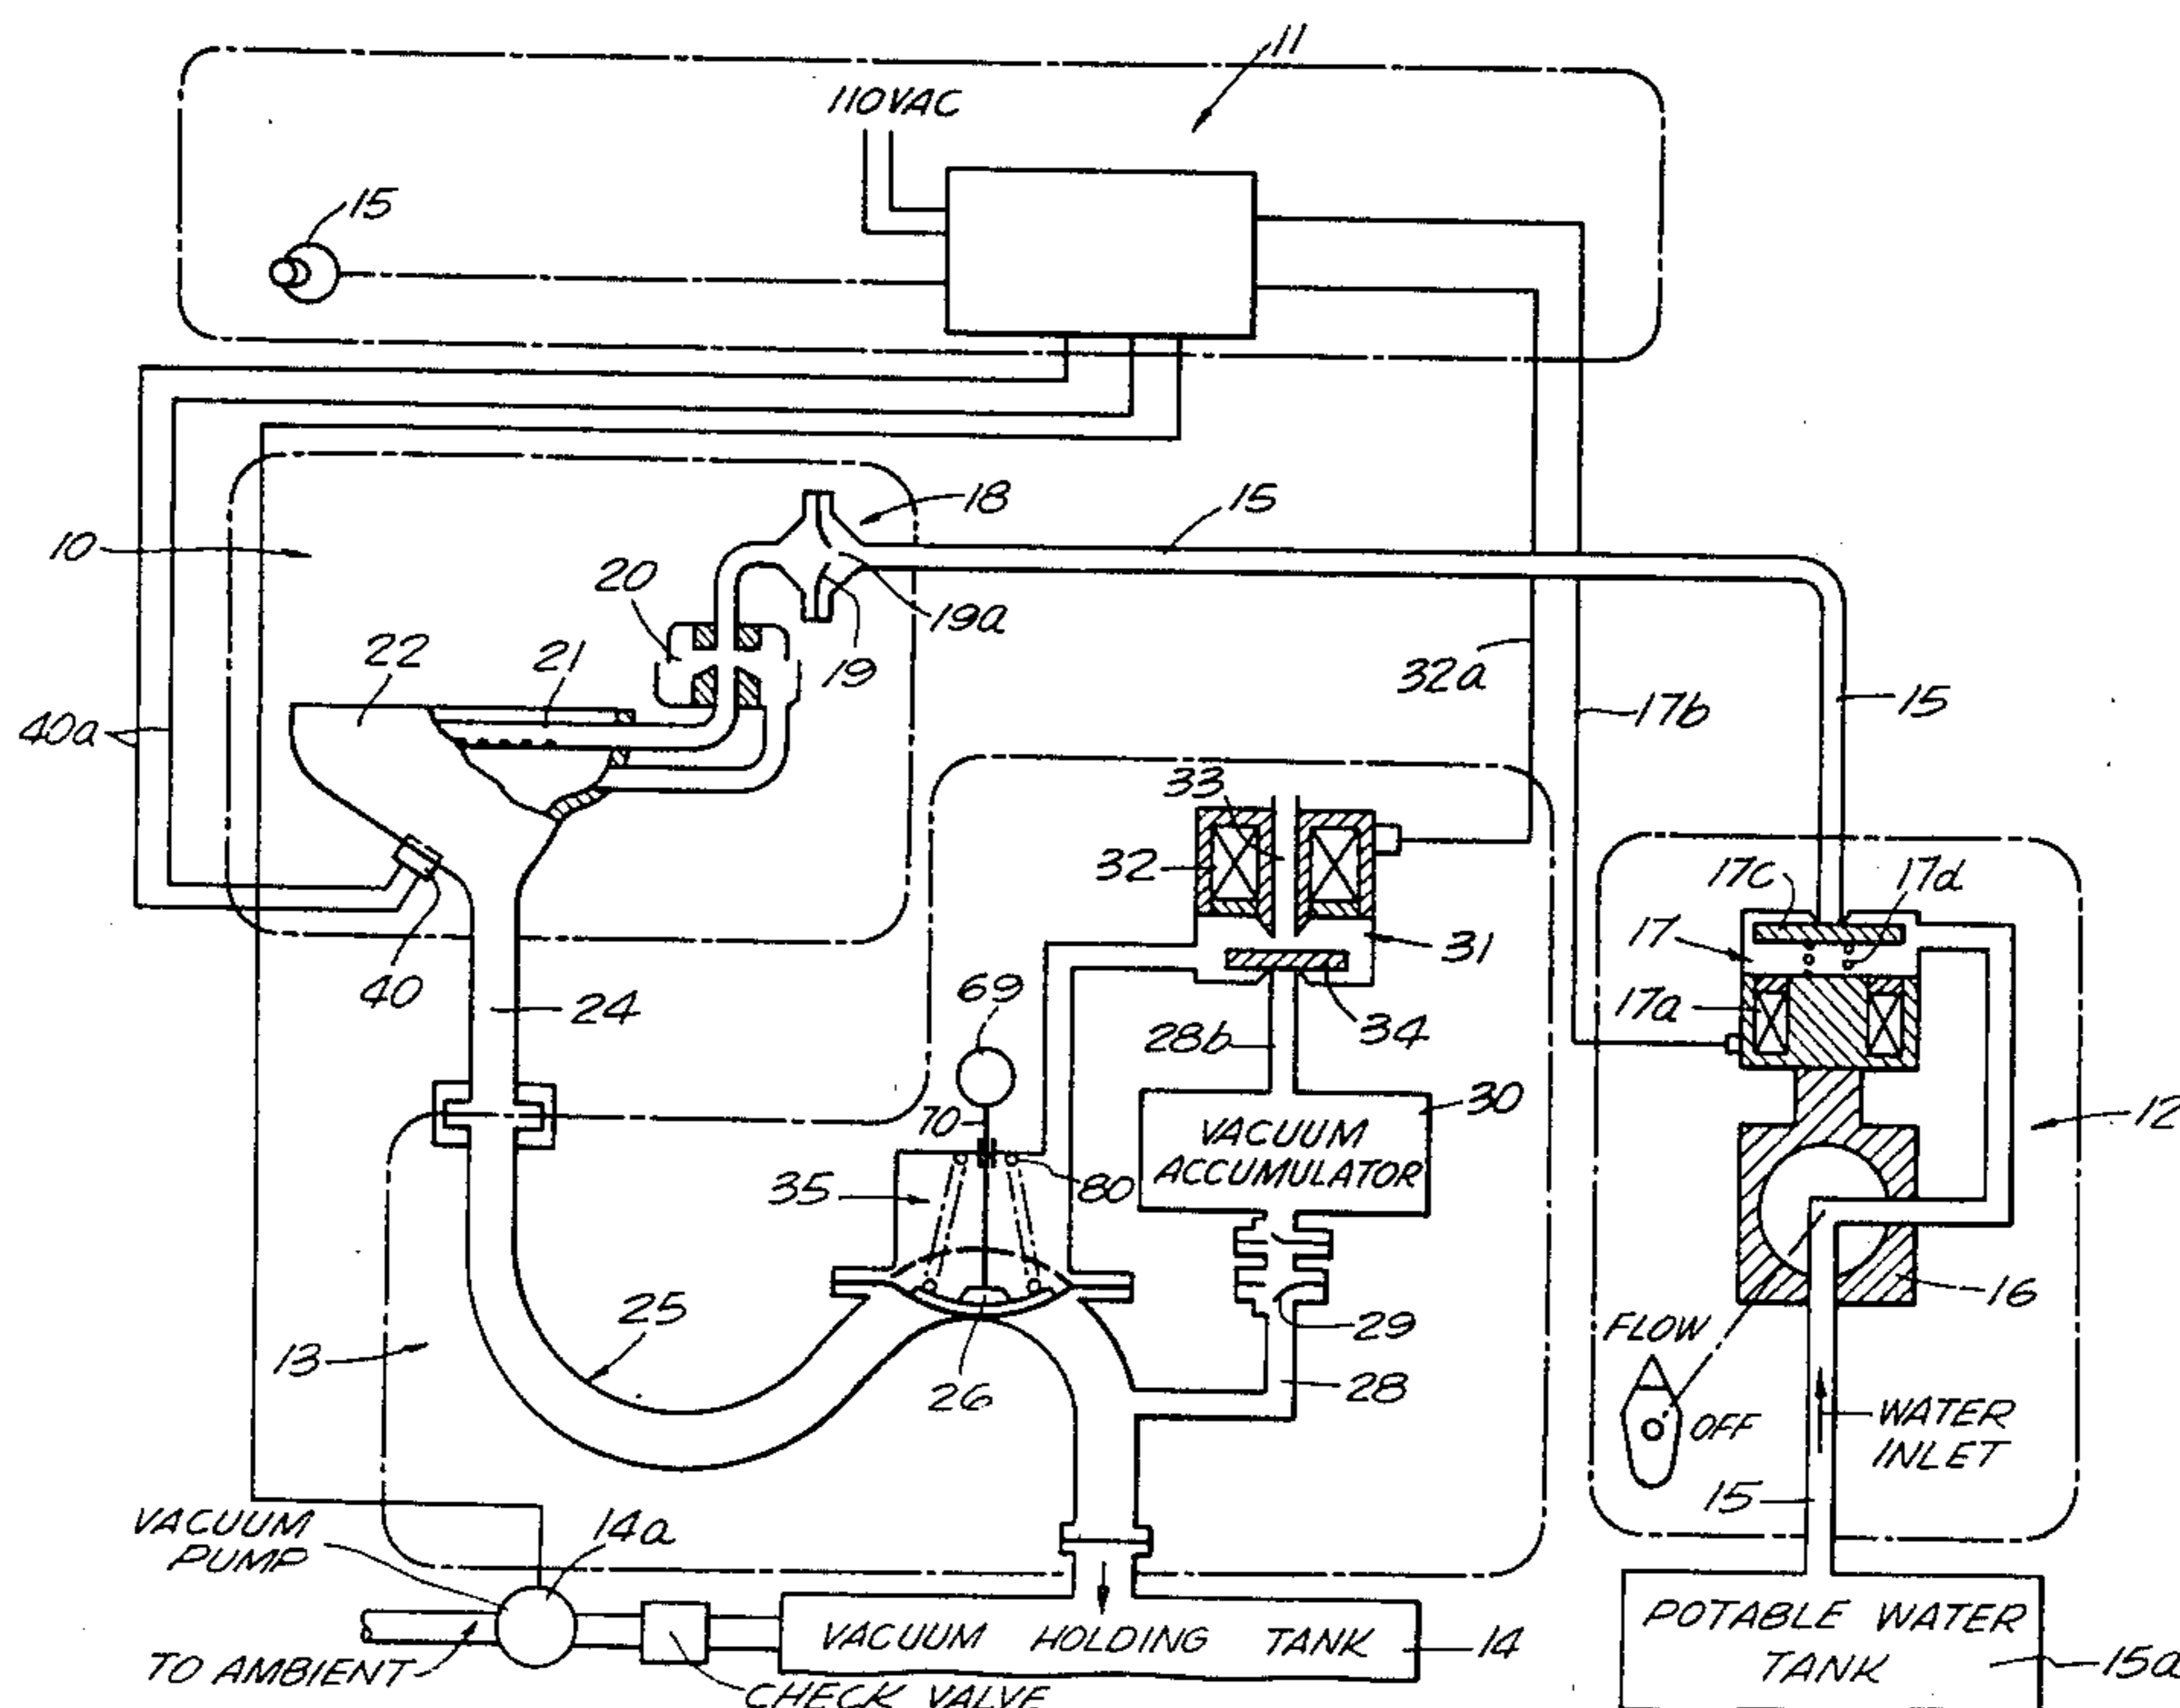 11
110VAC
15
10
18
15
20
19a
19
22
21
32a
15
17b
40a
33
32
17c
17d
17
31
40
69
24
17a
34
28b
70
30
12
VACUUM
ACCUMULATOR
35
80
16
29
FLOW
13
25
26
28
OFF
WATER
INLET
VACUUM
PUMP
14a
15
VACUUM HOLDING TANK
14
POTABLE WATER
TANK
15a
TO AMBIENT
CHECK VALVE